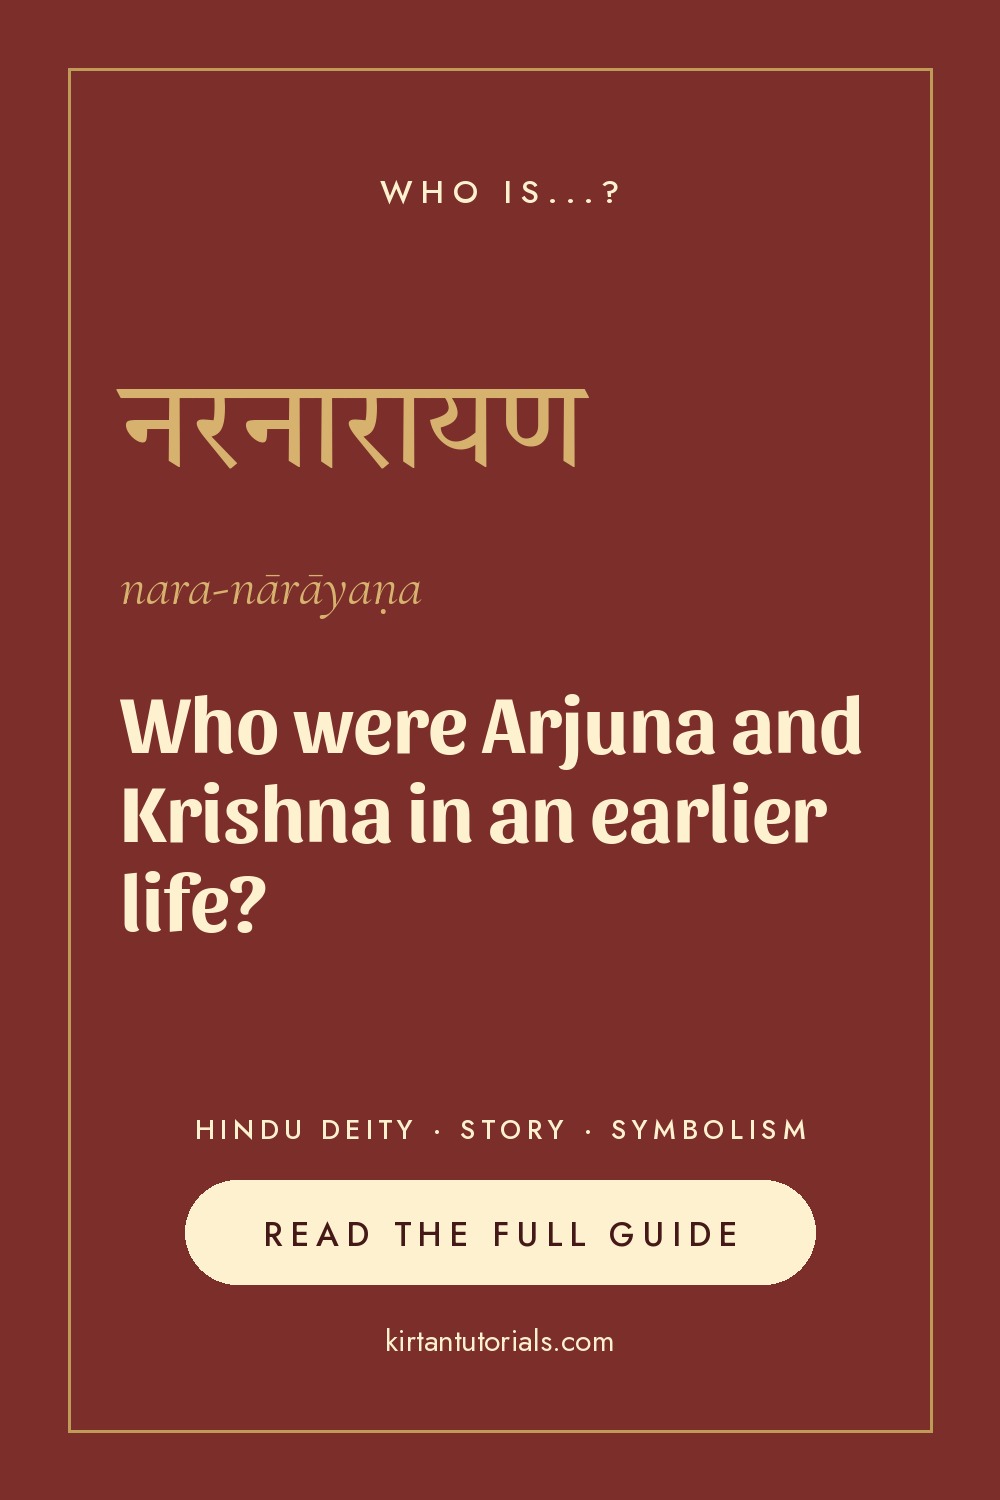 WHO IS...?
नरनारायण
nara-nārāyaṇa
Who were Arjuna and
Krishna in an earlier
life?
HINDU DEITY · STORY · SYMBOLISM
READ THE FULL GUIDE
kirtantutorials.com